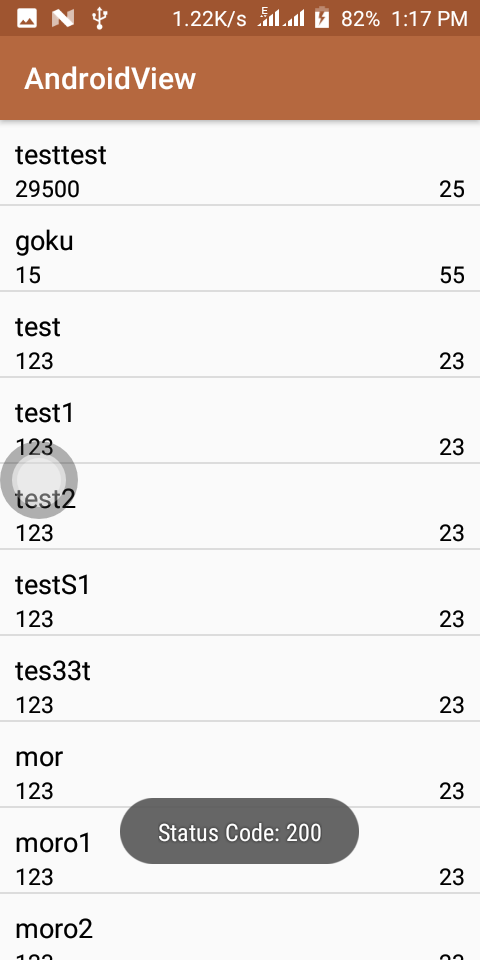 1.22K/s E 82% 1:17 PM
AndroidView
testtest
29500 25
goku
15 55
test
123 23
test1
123 23
test2
123 23
testS1
123 23
tes33t
123 23
mor
123 23
moro1
123 23
Status Code: 200
moro2
123 23